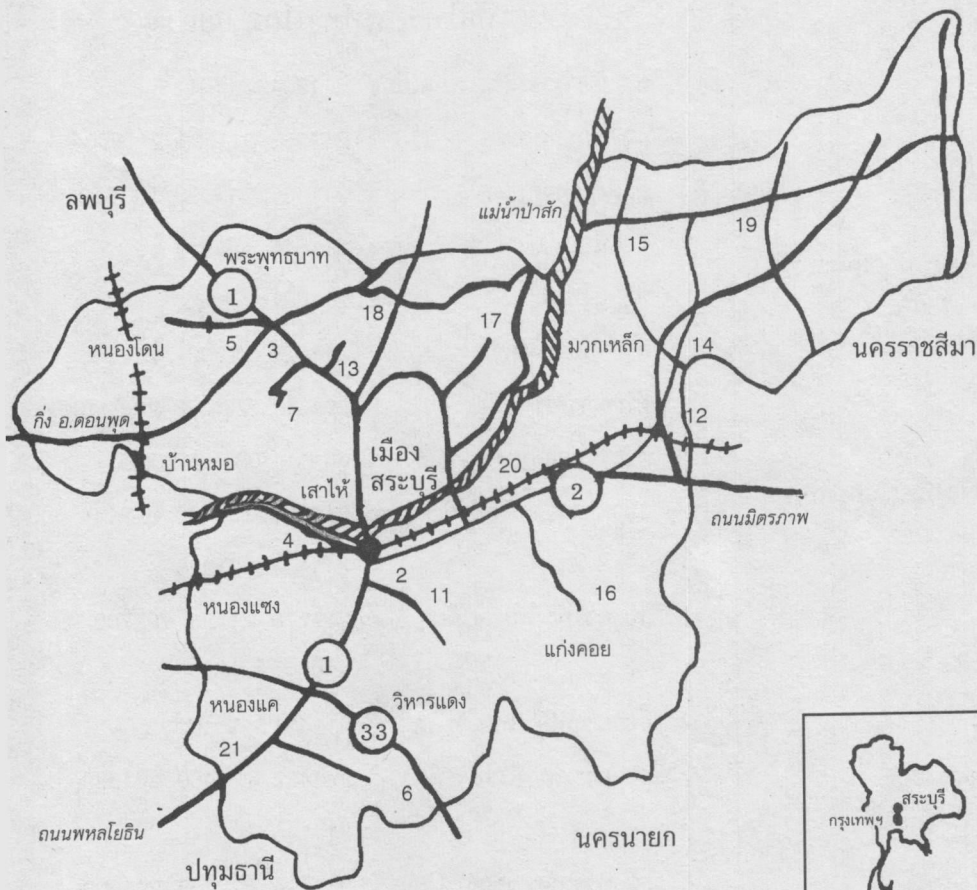 ลพบุรี
แม่น้ำป่าสัก
พระพุทธบาท
1
15
19
18
17
หนองโดน
5
3
13
มวกเหล็ก
14
นครราชสีมา
7
กิ่ง อ.ดอนพุด
12
บ้านหมอ
เมือง
สระบุรี
20
เสาไห้
2
ถนนมิตรภาพ
4
2
11
16
หนองแซง
แก่งคอย
1
หนองแค
วิหารแดง
33
21
6
สระบุรี
กรุงเทพฯ
ถนนพหลโยธิน
นครนายก
ปทุมธานี